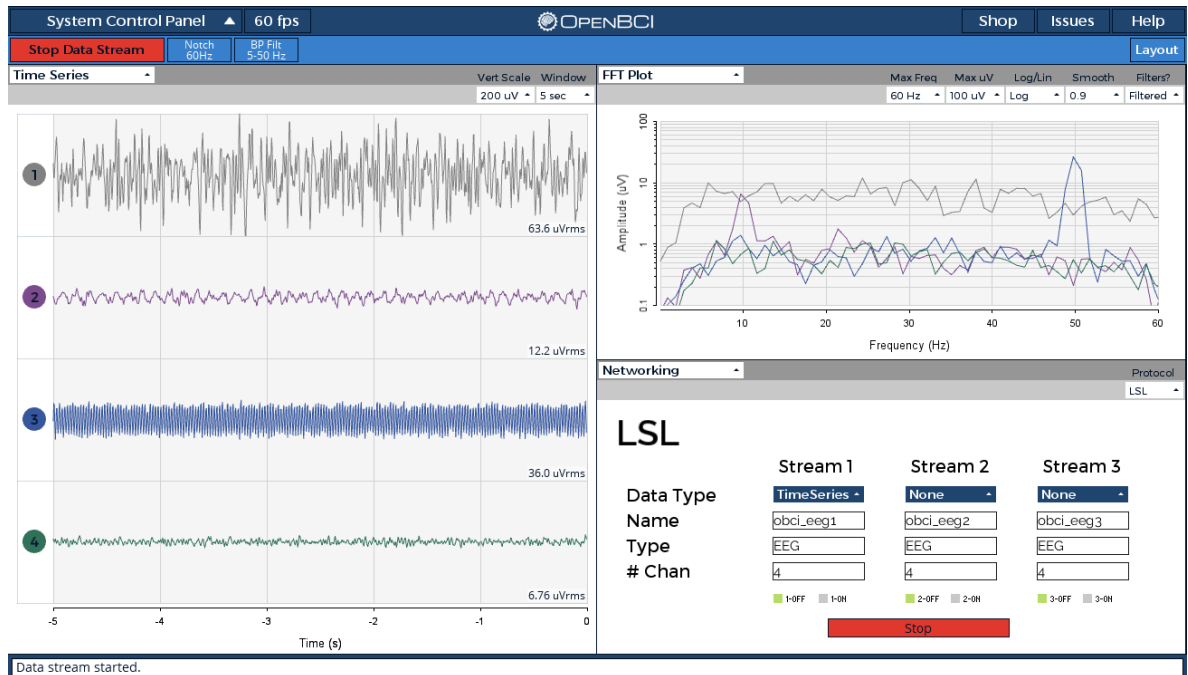 System Control Panel 60 fps OPENBCI Shop Issues Help
Stop Data Stream Notch 60Hz BP Filt 5-50 Hz Layout
Time Series
Vert Scale Window
200 uV 5 sec
1
63.6 uVrms
2
12.2 uVrms
3
36.0 uVrms
4
6.76 uVrms
-5 -4 -3 -2 -1 0
Time (s)
FFT Plot
Max Freq Max uV Log/Lin Smooth Filters?
60 Hz 100 uV Log 0.9 Filtered
Amplitude (uV)
100
10
1
0.1
10 20 30 40 50 60
Frequency (Hz)
Networking
Protocol
LSL
LSL
Stream 1 Stream 2 Stream 3
Data Type TimeSeries None None
Name obci_eeg1 obci_eeg2 obci_eeg3
Type EEG EEG EEG
# Chan 4 4 4
1-OFF 1-ON 2-OFF 2-ON 3-OFF 3-ON
Stop
Data stream started.